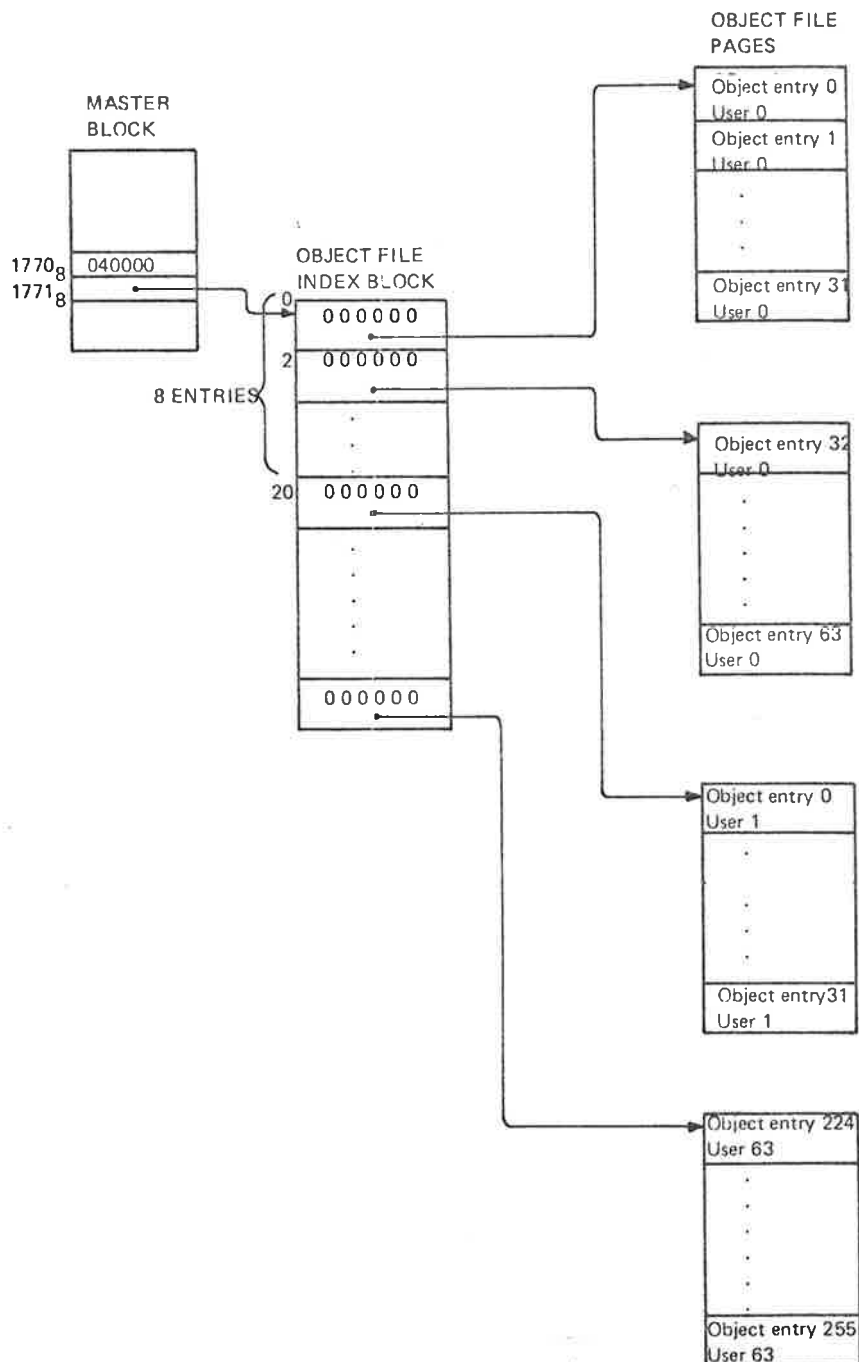 OBJECT FILE
PAGES
MASTER
BLOCK
1770₈ 040000
1771₈
OBJECT FILE
INDEX BLOCK
0
000000
2
000000
8 ENTRIES
20
000000
000000
Object entry 0
User 0
Object entry 1
User 0
Object entry 31
User 0
Object entry 32
User 0
Object entry 63
User 0
Object entry 0
User 1
Object entry31
User 1
Object entry 224
User 63
Object entry 255
User 63